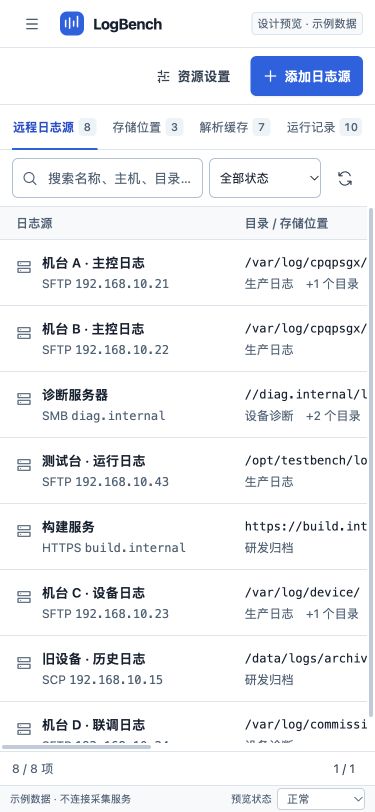 LogBench 设计预览 · 示例数据
资源设置 添加日志源
远程日志源 8 存储位置 3 解析缓存 7 运行记录 10
搜索名称、主机、目录... 全部状态
日志源 目录 / 存储位置
机台 A · 主控日志 /var/log/cpqpsgx/
SFTP 192.168.10.21 生产日志 +1 个目录
机台 B · 主控日志 /var/log/cpqpsgx/
SFTP 192.168.10.22 生产日志
诊断服务器 //diag.internal/l
SMB diag.internal 设备诊断 +2 个目录
测试台 · 运行日志 /opt/testbench/lo
SFTP 192.168.10.43 生产日志
构建服务 https://build.int
HTTPS build.internal 研发归档
机台 C · 设备日志 /var/log/device/
SFTP 192.168.10.23 生产日志 +1 个目录
旧设备 · 历史日志 /data/logs/archiv
SCP 192.168.10.15 研发归档
机台 D · 联调日志 /var/log/commissi
8 / 8 项 1 / 1
示例数据 · 不连接采集服务 预览状态 正常